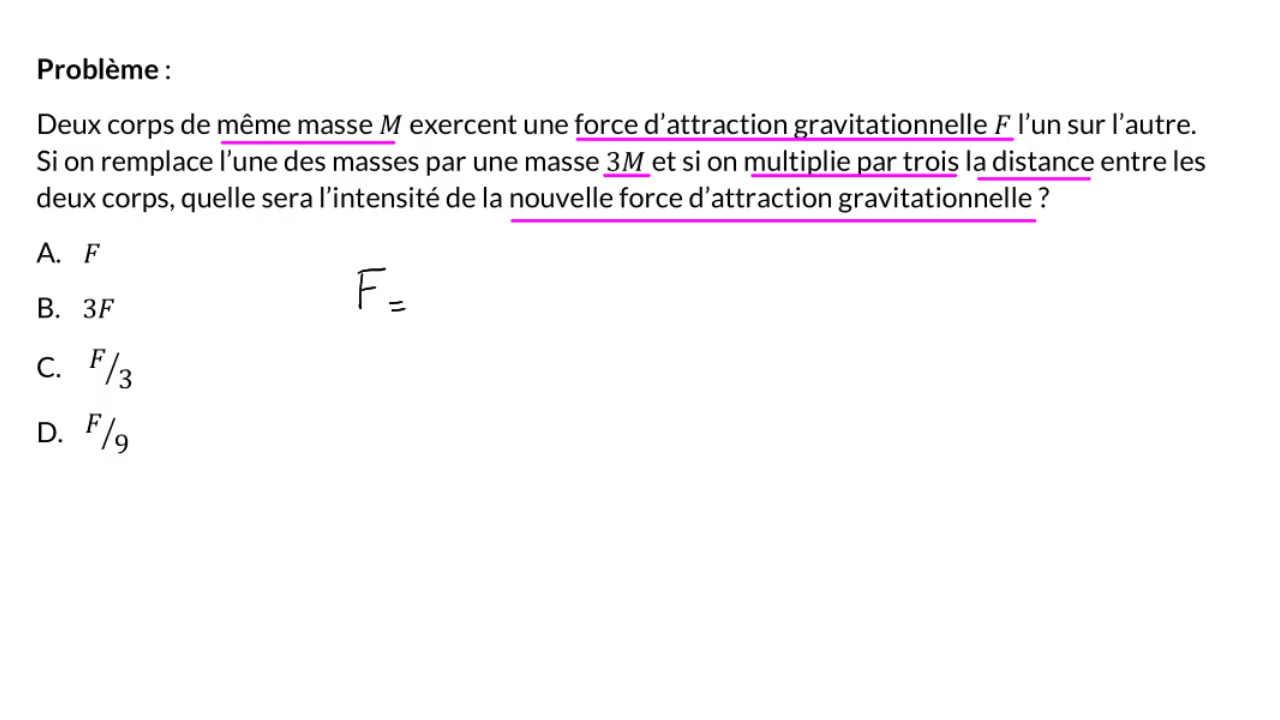 Problème :
Deux corps de même masse M exercent une force d’attraction gravitationnelle F l’un sur l’autre.
Si on remplace l’une des masses par une masse 3M et si on multiplie par trois la distance entre les
deux corps, quelle sera l’intensité de la nouvelle force d’attraction gravitationnelle ?
A. F
B. 3F
C. F/3
D. F/9
F =